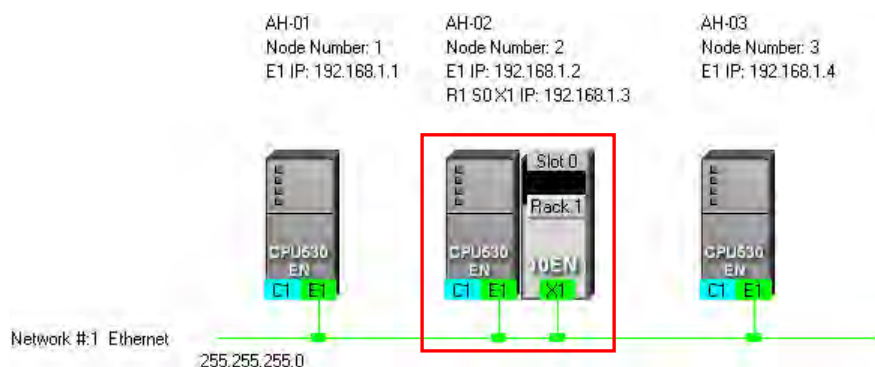 AH-01
Node Number: 1
E1 IP: 192.168.1.1
AH-02
Node Number: 2
E1 IP: 192.168.1.2
R1 S0 X1 IP: 192.168.1.3
AH-03
Node Number: 3
E1 IP: 192.168.1.4
CPU530
EN
C1 E1
CPU530
EN
C1 E1
Slot 0
Rack 1
10EN
X1
CPU530
EN
C1 E1
Network #:1 Ethernet
255.255.255.0